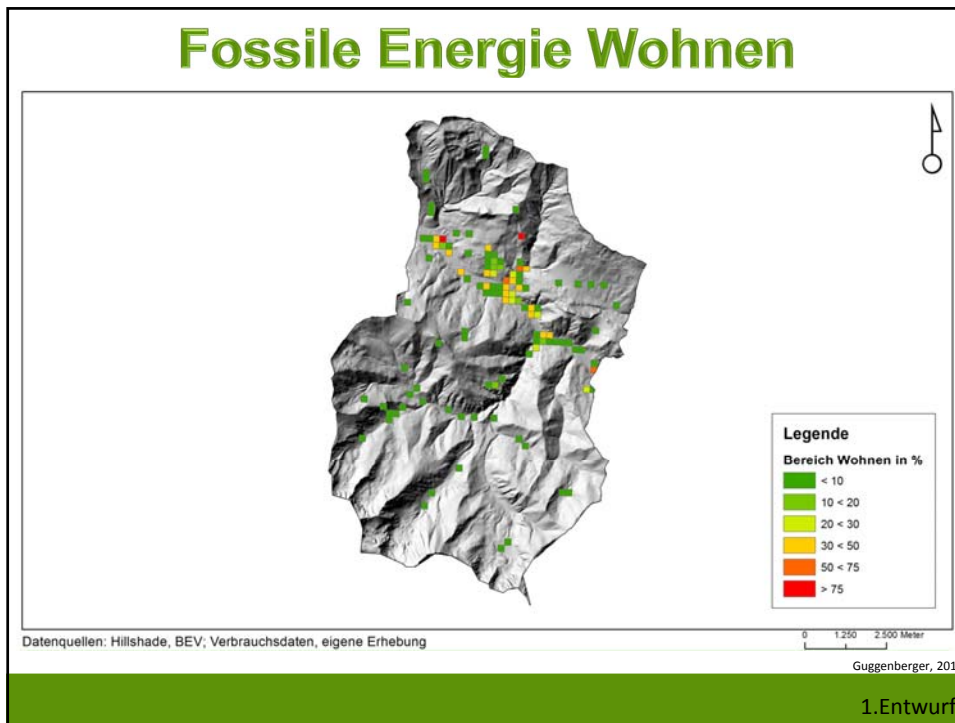 Fossile Energie Wohnen
Legende
Bereich Wohnen in %
< 10
10 < 20
20 < 30
30 < 50
50 < 75
> 75
Datenquellen: Hillshade, BEV; Verbrauchsdaten, eigene Erhebung
0 1.250 2.500 Meter
Guggenberger, 201
1.Entwurf